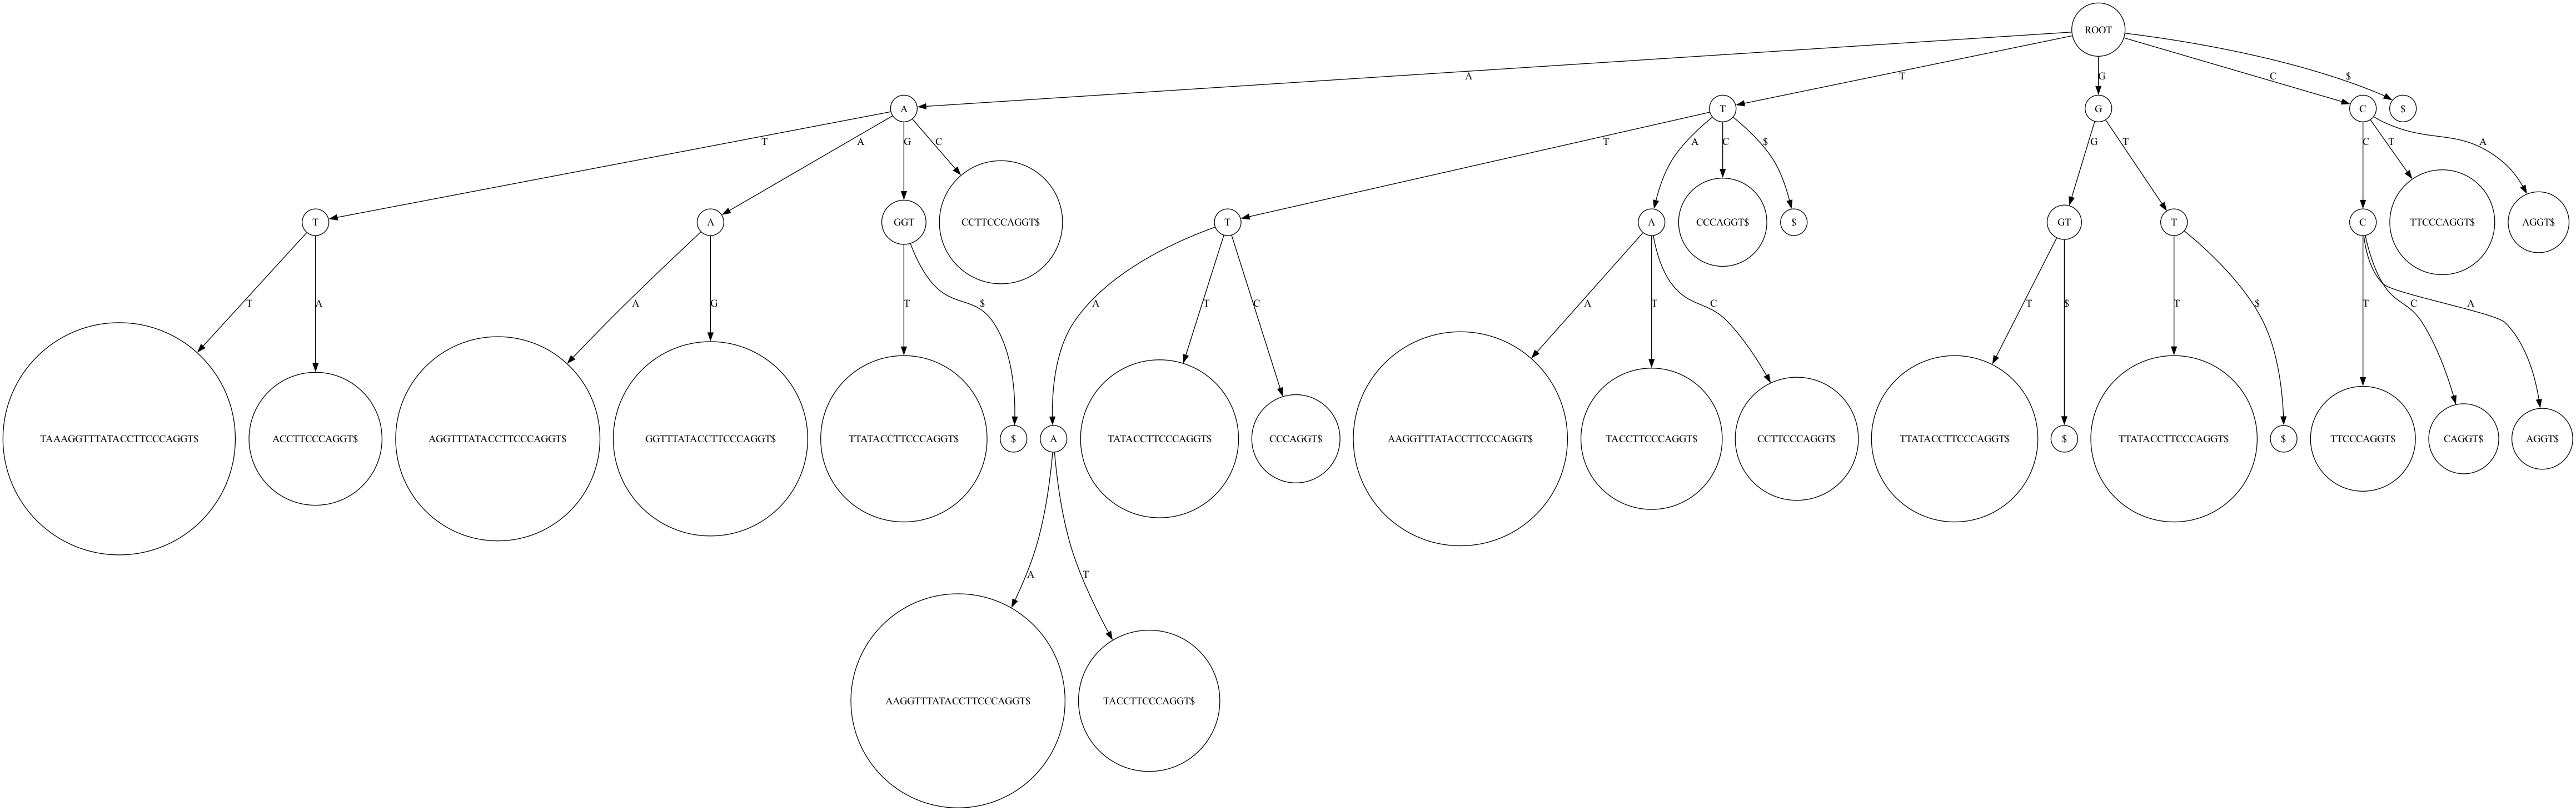 ROOT
A T G C $
A T G C $
T A G C T A C $ G T C T A
T A GGT CCTTCCCAGGT$ T A CCCAGGT$ $ GT T C TTCCCAGGT$ AGGT$
T A A G T $ A T C A T C T $ T $ T C A
TAAAGGTTTATACCTTCCCAGGT$ ACCTTCCCAGGT$ AGGTTTATACCTTCCCAGGT$ GGTTTATACCTTCCCAGGT$ TTATACCTTCCCAGGT$ $ A TATACCTTCCCAGGT$ CCCAGGT$ AAGGTTTATACCTTCCCAGGT$ TACCTTCCCAGGT$ CCTTCCCAGGT$ TTATACCTTCCCAGGT$ $ TTATACCTTCCCAGGT$ $ TTCCCAGGT$ CAGGT$ AGGT$
A T
AAGGTTTATACCTTCCCAGGT$ TACCTTCCCAGGT$